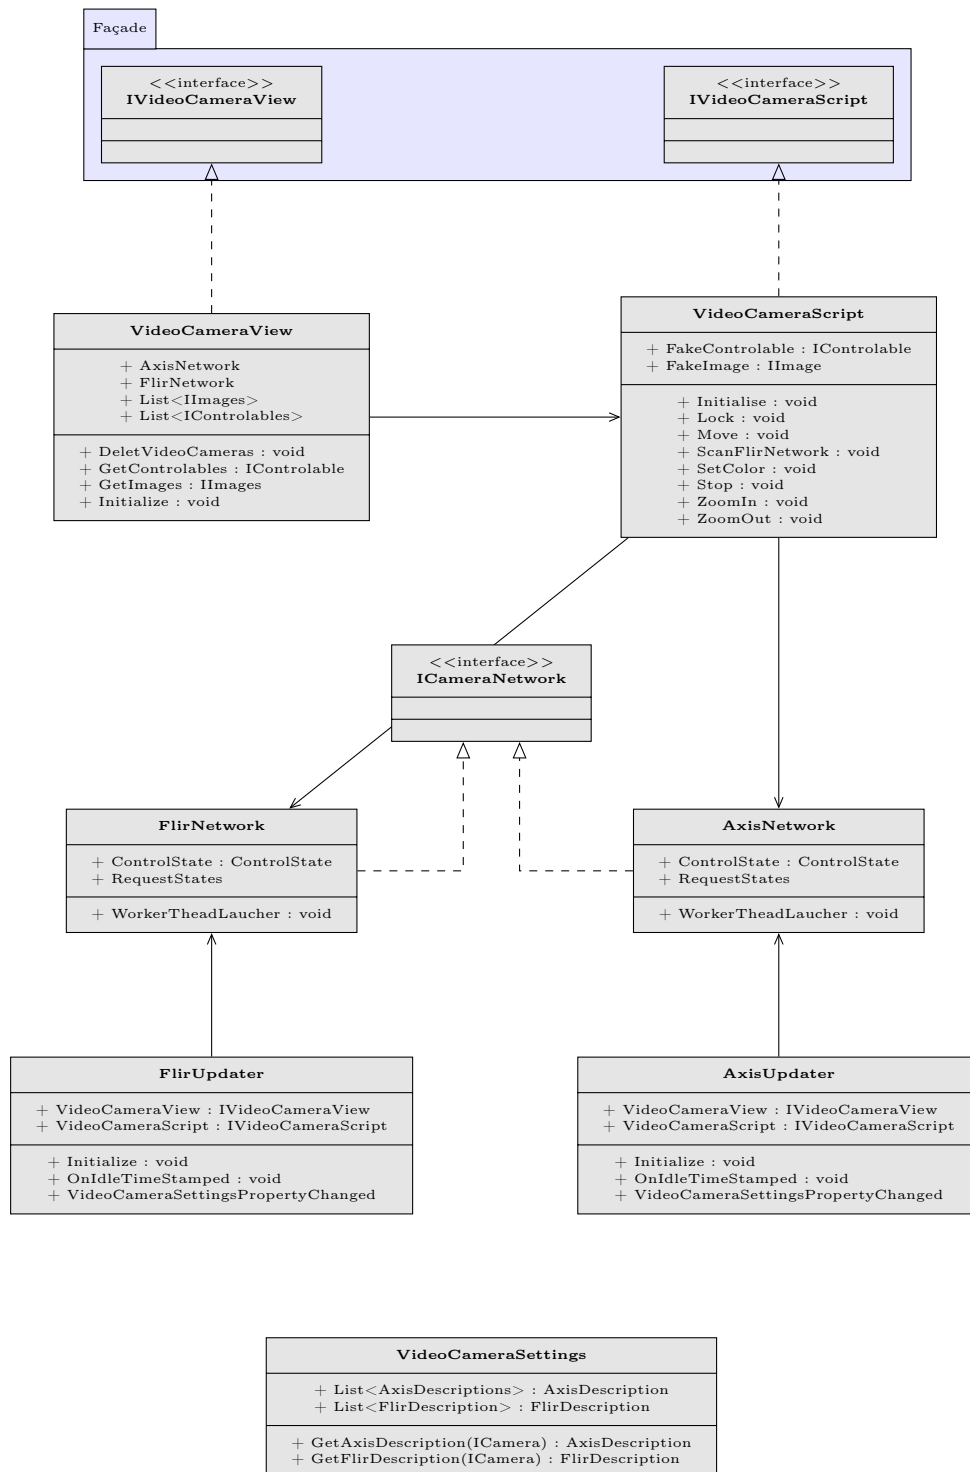 Façade
<<interface>>
IVideoCameraView
<<interface>>
IVideoCameraScript
VideoCameraView
+ AxisNetwork
+ FlirNetwork
+ List<IImages>
+ List<IControlables>
+ DeletVideoCameras : void
+ GetControlables : IControlable
+ GetImages : IImages
+ Initialize : void
VideoCameraScript
+ FakeControlable : IControlable
+ FakeImage : IImage
+ Initialise : void
+ Lock : void
+ Move : void
+ ScanFlirNetwork : void
+ SetColor : void
+ Stop : void
+ ZoomIn : void
+ ZoomOut : void
<<interface>>
ICameraNetwork
FlirNetwork
+ ControlState : ControlState
+ RequestStates
+ WorkerTheadLaucher : void
AxisNetwork
+ ControlState : ControlState
+ RequestStates
+ WorkerTheadLaucher : void
FlirUpdater
+ VideoCameraView : IVideoCameraView
+ VideoCameraScript : IVideoCameraScript
+ Initialize : void
+ OnIdleTimeStamped : void
+ VideoCameraSettingsPropertyChanged
AxisUpdater
+ VideoCameraView : IVideoCameraView
+ VideoCameraScript : IVideoCameraScript
+ Initialize : void
+ OnIdleTimeStamped : void
+ VideoCameraSettingsPropertyChanged
VideoCameraSettings
+ List<AxisDescriptions> : AxisDescription
+ List<FlirDescription> : FlirDescription
+ GetAxisDescription(ICamera) : AxisDescription
+ GetFlirDescription(ICamera) : FlirDescription